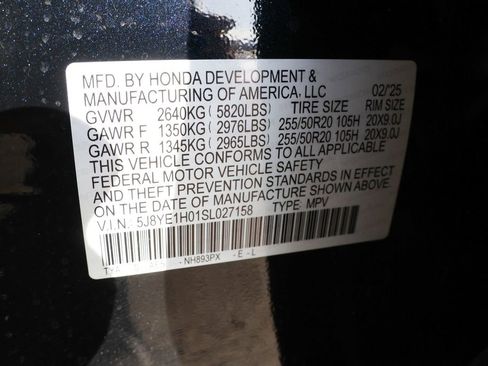 MFD. BY HONDA DEVELOPMENT &
MANUFACTURING OF AMERICA, LLC 02/'25
GVWR 2640KG (5820LBS) TIRE SIZE RIM SIZE
GAWR F 1350KG (2976LBS) 255/50R20 105H 20X9.0J
GAWR R 1345KG (2965LBS) 255/50R20 105H 20X9.0J
THIS VEHICLE CONFORMS TO ALL APPLICABLE
FEDERAL MOTOR VEHICLE SAFETY
AND THEFT PREVENTION STANDARDS IN EFFECT
ON THE DATE OF MANUFACTURE SHOWN ABOVE.
V.I.N.: 5J8YE1H01SL027158 TYPE: MPV
NH893PX -E-L